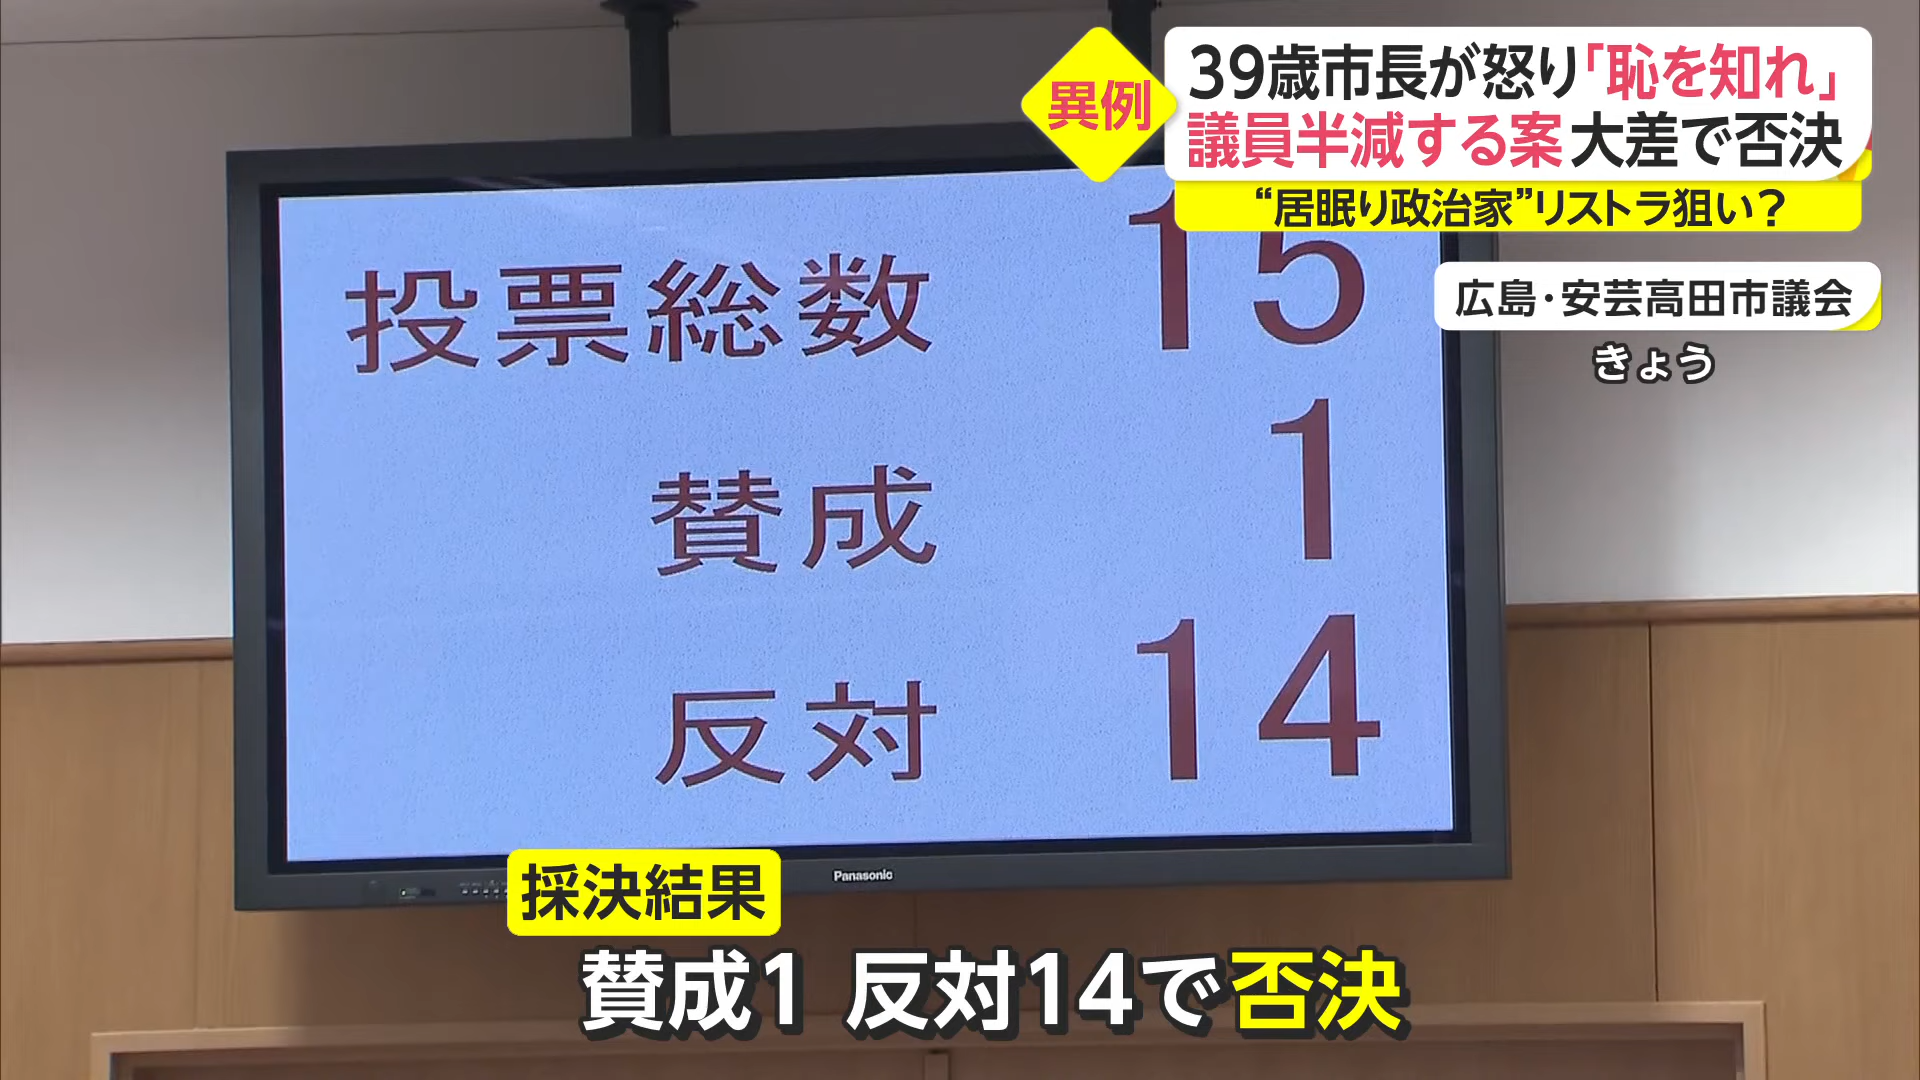 異例
39歳市長が怒り「恥を知れ」
議員半減する案 大差で否決
“居眠り政治家”リストラ狙い？
広島・安芸高田市議会
きょう
投票総数 15
賛成 1
反対 14
Panasonic
採決結果
賛成1 反対14で否決